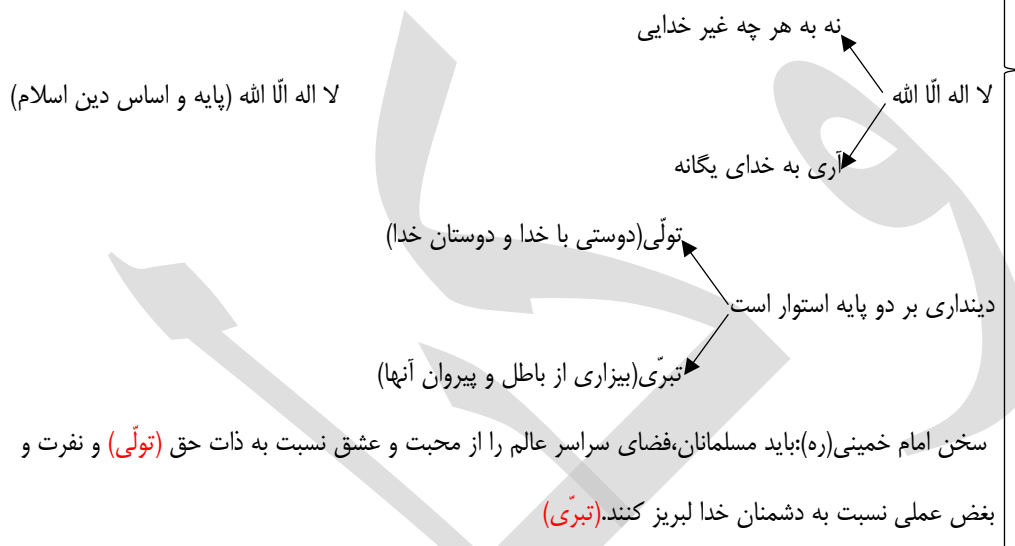 نه به هر چه غیر خدایی
لا اله الّا الله
لا اله الّا الله (پایه و اساس دین اسلام)
آری به خدای یگانه
تولّی(دوستی با خدا و دوستان خدا)
دینداری بر دو پایه استوار است
تبرّی(بیزاری از باطل و پیروان آنها)
سخن امام خمینی(ره):باید مسلمانان،فضای سراسر عالم را از محبت و عشق نسبت به ذات حق (تولّی) و نفرت و
بغض عملی نسبت به دشمنان خدا لبریز کنند.(تبرّی)